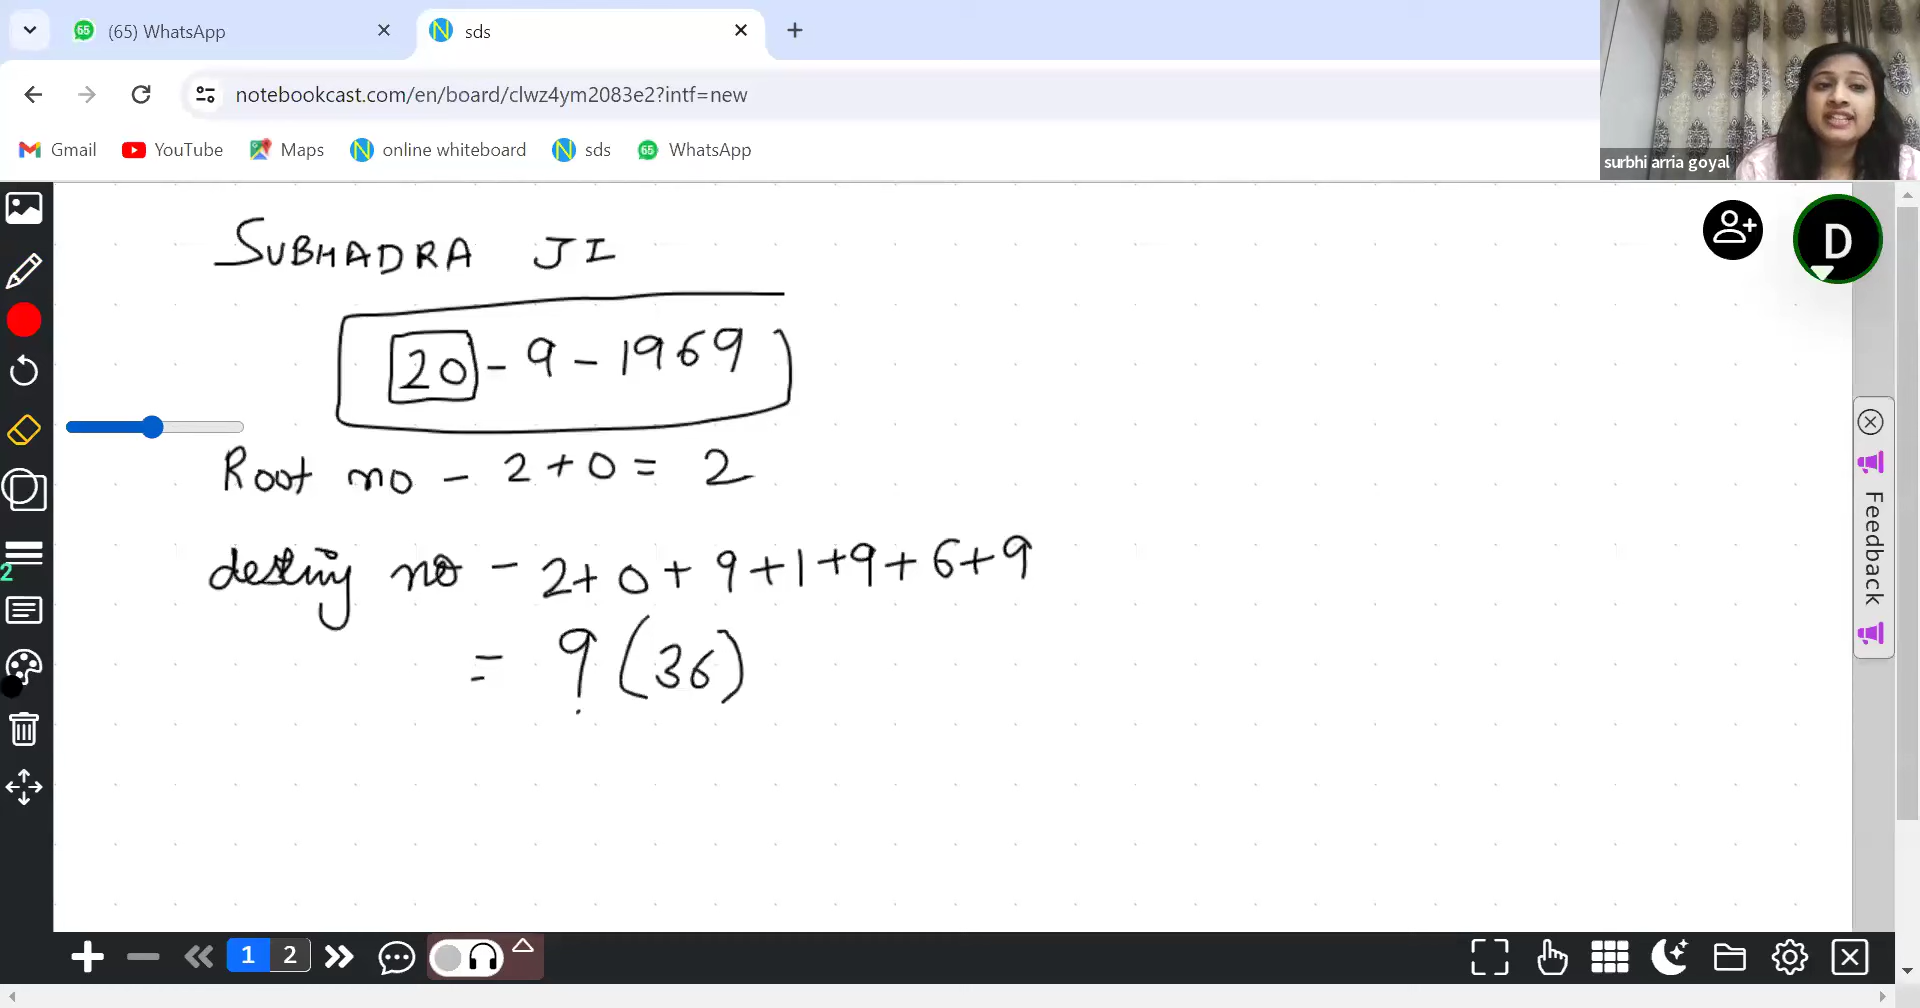 (65) WhatsApp
sds
notebookcast.com/en/board/clwz4ym2083e2?intf=new
Gmail YouTube Maps online whiteboard sds 65 WhatsApp
surbhi arria goyal
D
SUBHADRA JI
20 - 9 - 1969
Root no - 2 + 0 = 2
destiny no - 2 + 0 + 9 + 1 + 9 + 6 + 9
= 9 (36)
Feedback
2
1 2